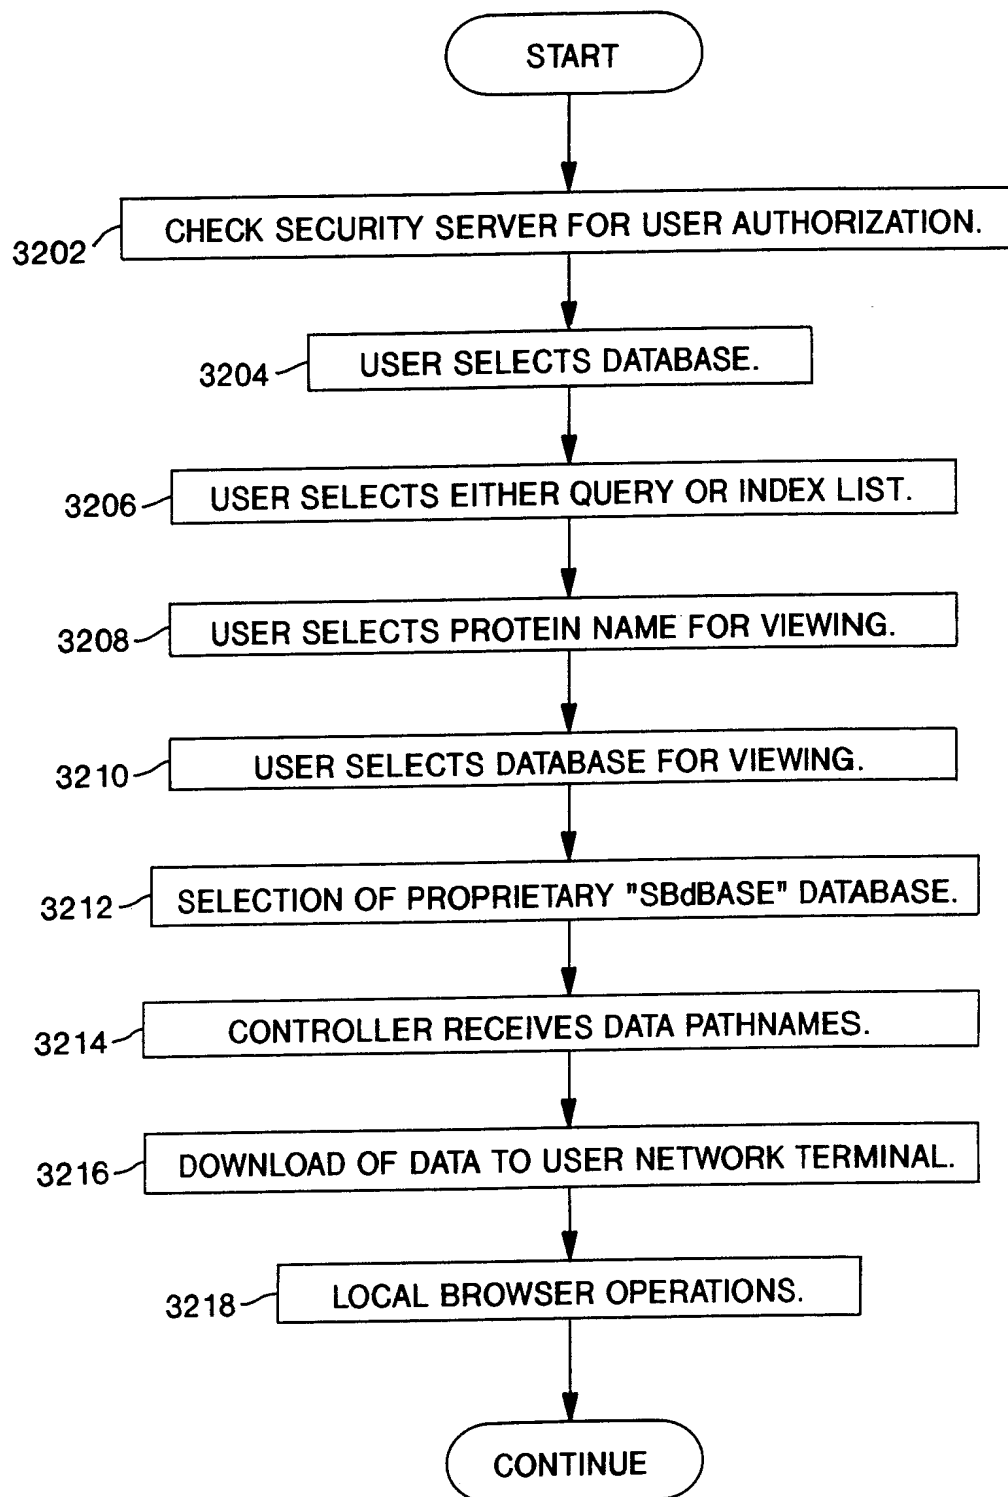 START
3202
CHECK SECURITY SERVER FOR USER AUTHORIZATION.
3204
USER SELECTS DATABASE.
3206
USER SELECTS EITHER QUERY OR INDEX LIST.
3208
USER SELECTS PROTEIN NAME FOR VIEWING.
3210
USER SELECTS DATABASE FOR VIEWING.
3212
SELECTION OF PROPRIETARY "SBdBASE" DATABASE.
3214
CONTROLLER RECEIVES DATA PATHNAMES.
3216
DOWNLOAD OF DATA TO USER NETWORK TERMINAL.
3218
LOCAL BROWSER OPERATIONS.
CONTINUE